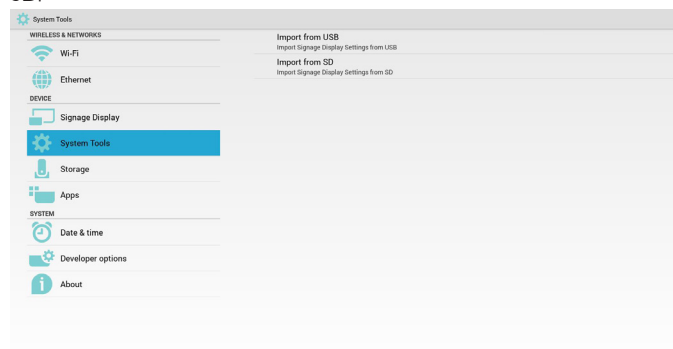 System Tools
WIRELESS & NETWORKS
Wi-Fi
Ethernet
DEVICE
Signage Display
System Tools
Storage
Apps
SYSTEM
Date & time
Developer options
About
Import from USB
Import Signage Display Settings from USB
Import from SD
Import Signage Display Settings from SD